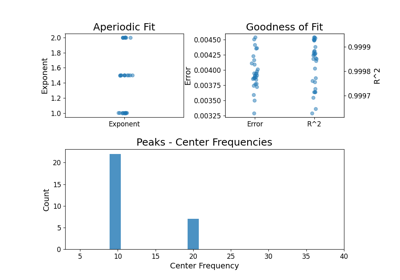 Aperiodic Fit
Goodness of Fit
Exponent
2.0
1.8
1.6
1.4
1.2
1.0
Exponent
Error
0.00450
0.00425
0.00400
0.00375
0.00350
0.00325
Error
R^2
0.9999
0.9998
0.9997
R^2
Peaks - Center Frequencies
Count
20
15
10
5
0
5
10
15
20
25
30
35
40
Center Frequency